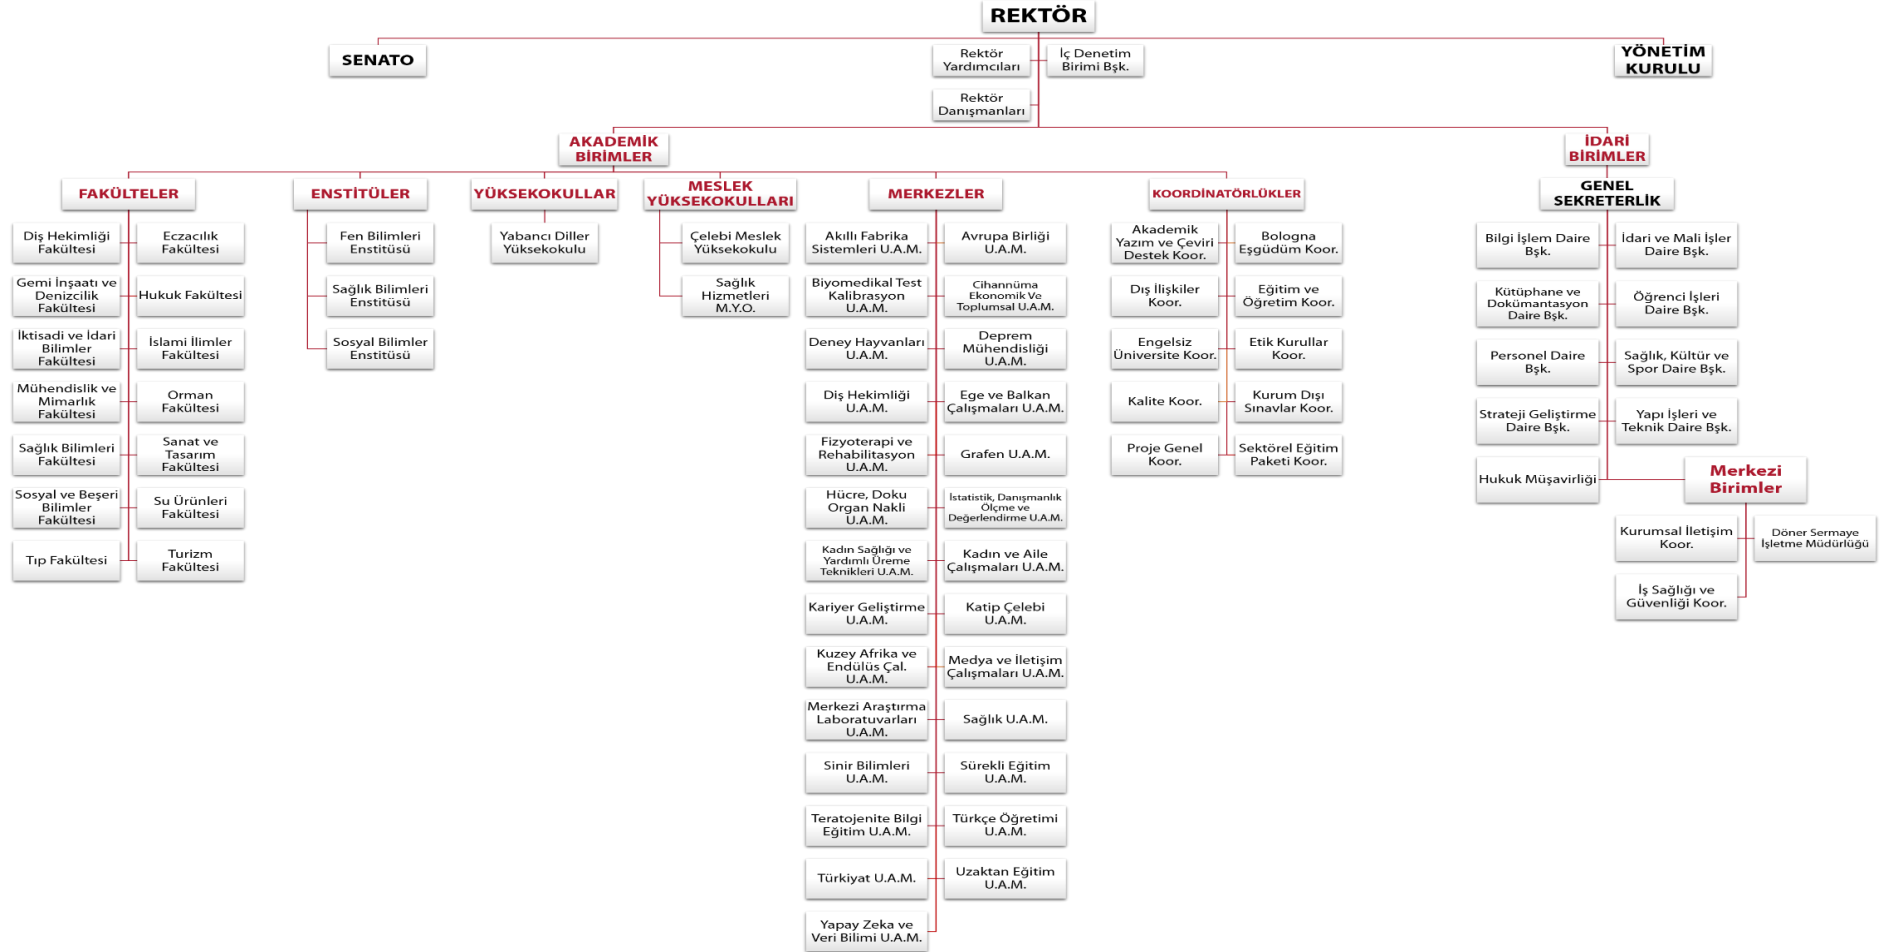 REKTÖR
SENATO
Rektör
Yardımcıları
İç Denetim
Birimi Bşk.
YÖNETİM
KURULU
Rektör
Danışmanları
AKADEMİK
BİRİMLER
İDARİ
BİRİMLER
FAKÜLTELER
Diş Hekimliği
Fakültesi
Eczacılık
Fakültesi
Gemi İnşaatı ve
Denizcilik
Fakültesi
Hukuk Fakültesi
İktisadi ve İdari
Bilimler
Fakültesi
İslami İlimler
Fakültesi
Mühendislik ve
Mimarlık
Fakültesi
Orman
Fakültesi
Sağlık Bilimleri
Fakültesi
Sanat ve
Tasarım
Fakültesi
Sosyal ve Beşeri
Bilimler
Fakültesi
Su Ürünleri
Fakültesi
Tıp Fakültesi
Turizm
Fakültesi
ENSTİTÜLER
Fen Bilimleri
Enstitüsü
Sağlık Bilimleri
Enstitüsü
Sosyal Bilimler
Enstitüsü
YÜKSEKOKULLAR
Yabancı Diller
Yüksekokulu
MESLEK
YÜKSEKOKULLARI
Çelebi Meslek
Yüksekokulu
Sağlık
Hizmetleri
M.Y.O.
MERKEZLER
Akıllı Fabrika
Sistemleri U.A.M.
Avrupa Birliği
U.A.M.
Biyomedikal Test
Kalibrasyon
U.A.M.
Cihannüma
Ekonomik Ve
Toplumsal U.A.M.
Deney Hayvanları
U.A.M.
Deprem
Mühendisliği
U.A.M.
Diş Hekimliği
U.A.M.
Ege ve Balkan
Çalışmaları U.A.M.
Fizyoterapi ve
Rehabilitasyon
U.A.M.
Grafen U.A.M.
Hücre, Doku
Organ Nakli
U.A.M.
İstatistik, Danışmanlık
Ölçme ve
Değerlendirme U.A.M.
Kadın Sağlığı ve
Yardımlı Üreme
Teknikleri U.A.M.
Kadın ve Aile
Çalışmaları U.A.M.
Kariyer Geliştirme
U.A.M.
Katip Çelebi
U.A.M.
Kuzey Afrika ve
Endülüs Çal.
U.A.M.
Medya ve İletişim
Çalışmaları U.A.M.
Merkezi Araştırma
Laboratuvarları
U.A.M.
Sağlık U.A.M.
Sinir Bilimleri
U.A.M.
Sürekli Eğitim
U.A.M.
Teratojenite Bilgi
Eğitim U.A.M.
Türkçe Öğretimi
U.A.M.
Türkiyat U.A.M.
Uzaktan Eğitim
U.A.M.
Yapay Zeka ve
Veri Bilimi U.A.M.
KOORDİNATÖRLÜKLER
Akademik
Yazım ve Çeviri
Destek Koor.
Bologna
Eşgüdüm Koor.
Dış İlişkiler
Koor.
Eğitim ve
Öğretim Koor.
Engelsiz
Üniversite Koor.
Etik Kurullar
Koor.
Kalite Koor.
Kurum Dışı
Sınavlar Koor.
Proje Genel
Koor.
Sektörel Eğitim
Paketi Koor.
GENEL
SEKRETERLİK
Bilgi İşlem Daire
Bşk.
İdari ve Mali İşler
Daire Bşk.
Kütüphane ve
Dokümantasyon
Daire Bşk.
Öğrenci İşleri
Daire Bşk.
Personel Daire
Bşk.
Sağlık, Kültür ve
Spor Daire Bşk.
Strateji Geliştirme
Daire Bşk.
Yapı İşleri ve
Teknik Daire Bşk.
Hukuk Müşavirliği
Merkezi
Birimler
Kurumsal İletişim
Koor.
Döner Sermaye
İşletme Müdürlüğü
İş Sağlığı ve
Güvenliği Koor.